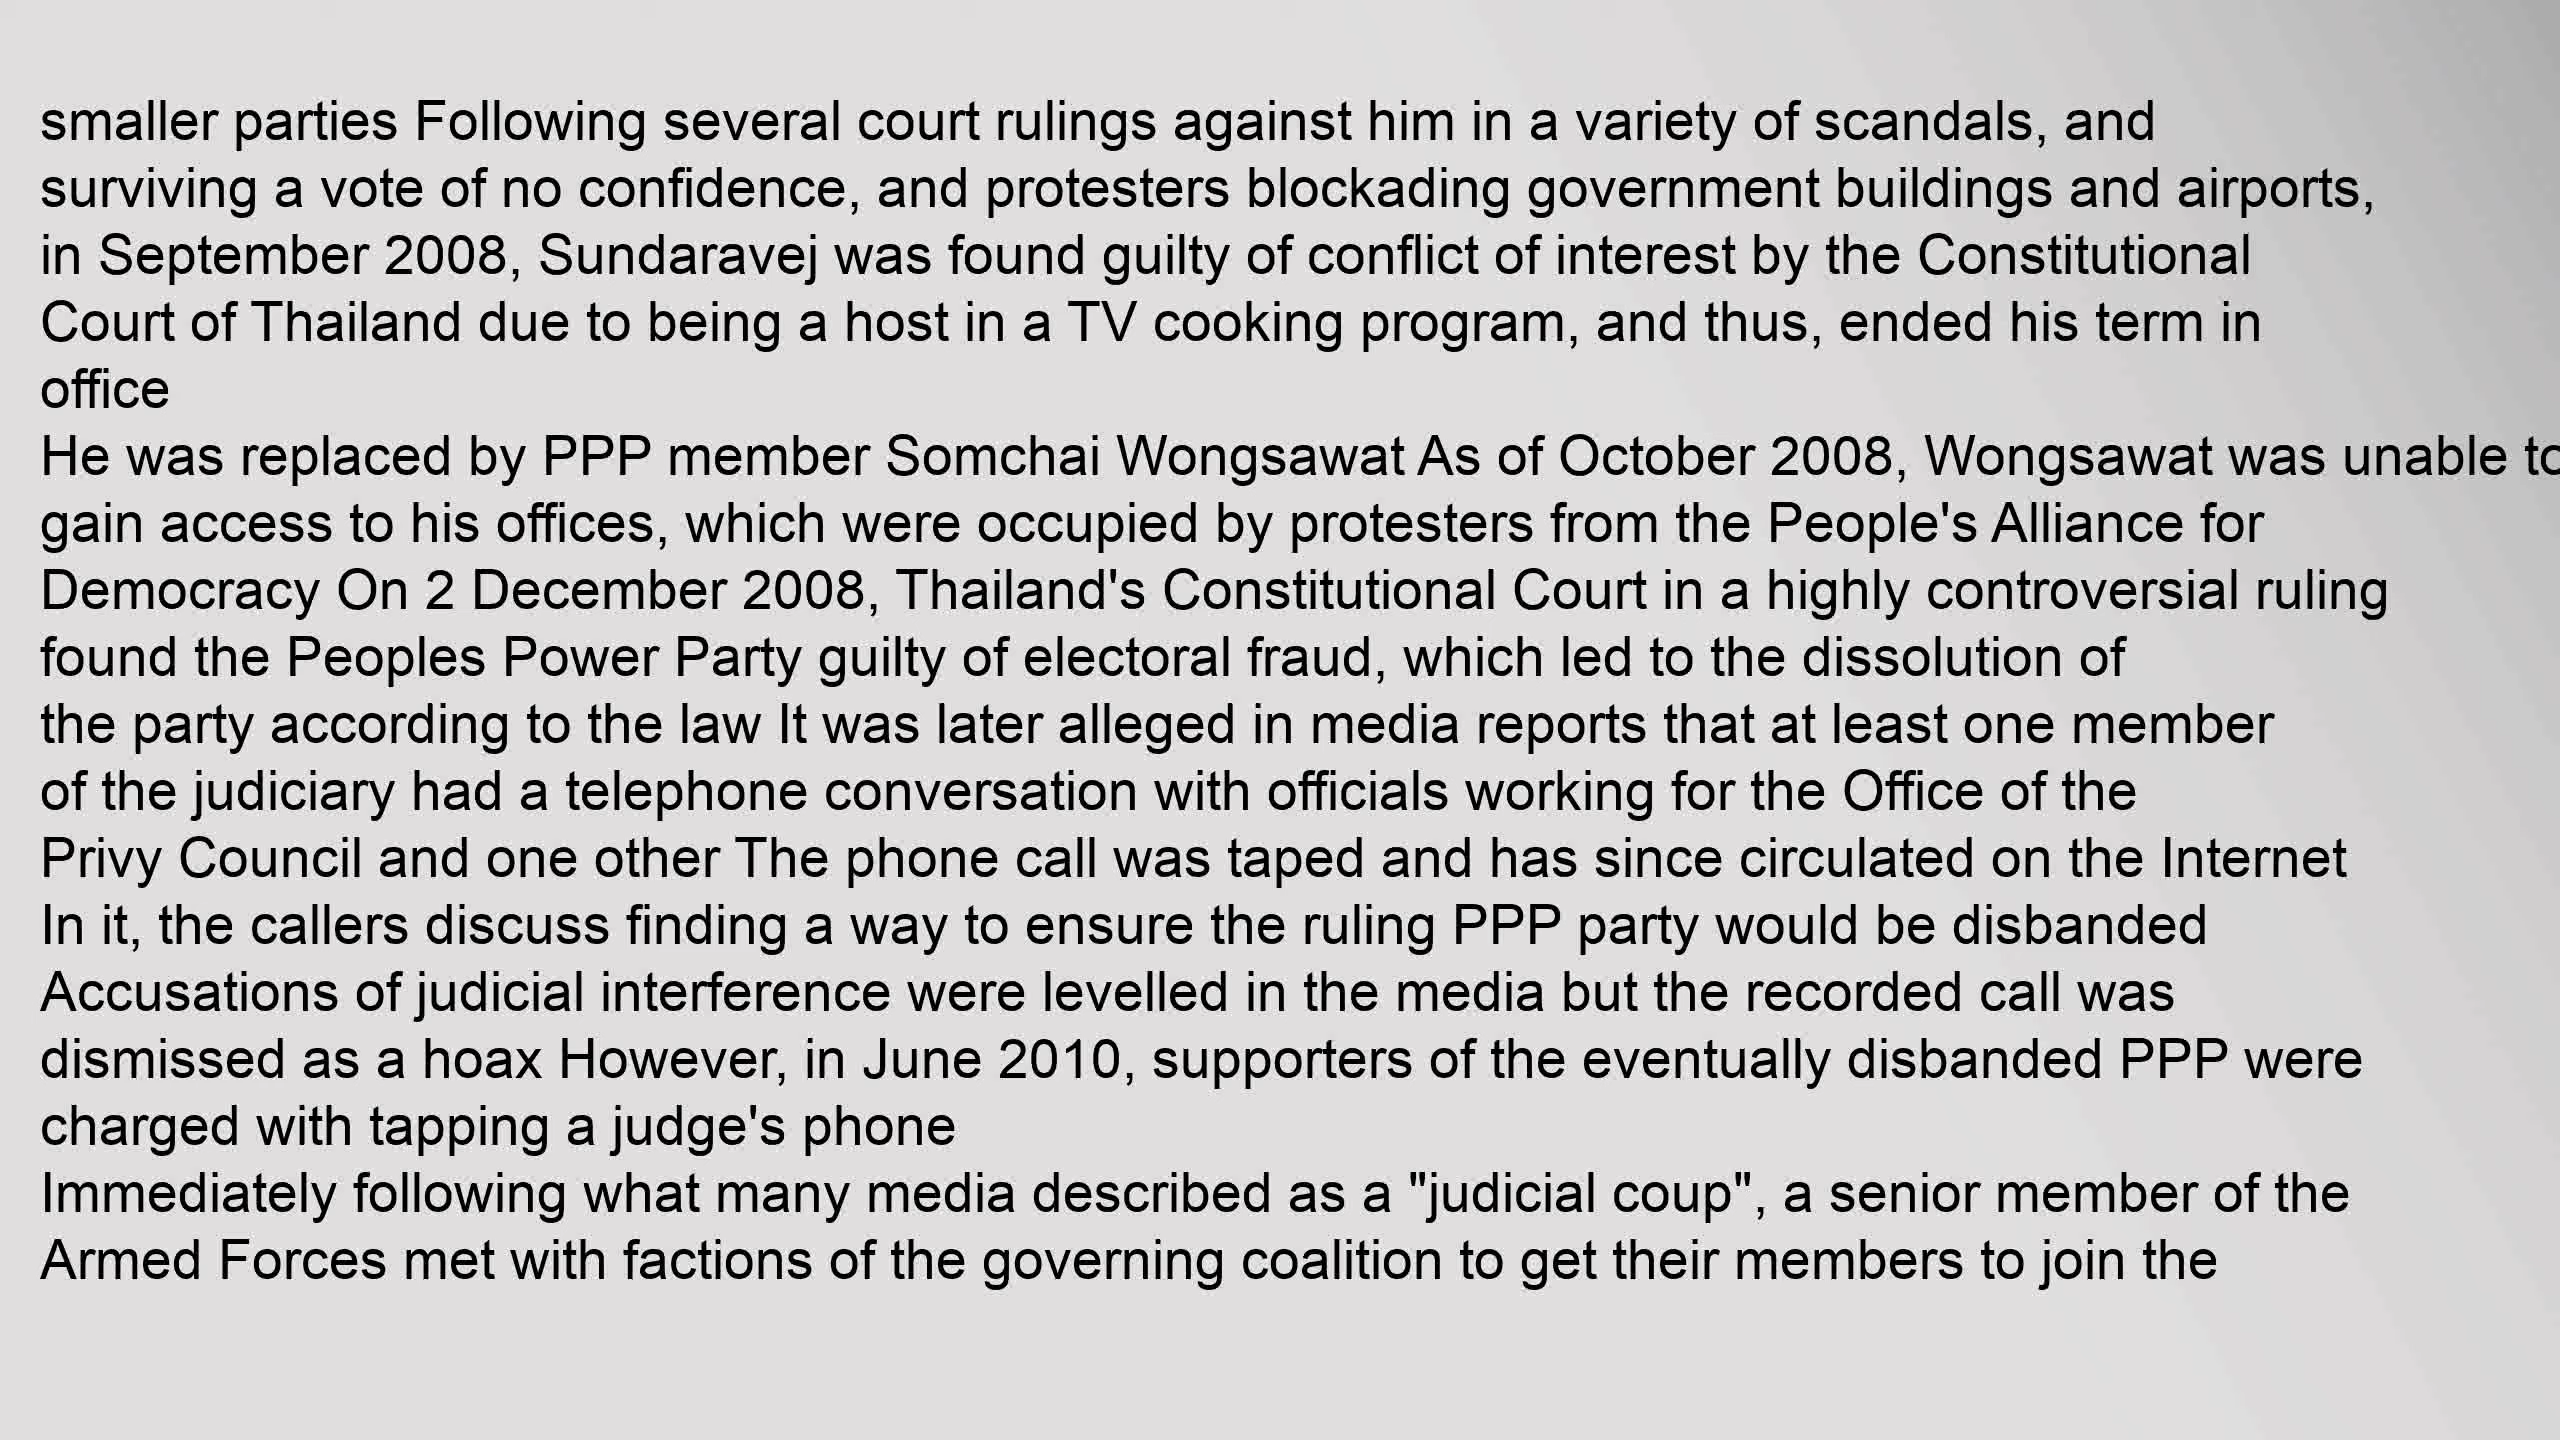 smaller parties Following several court rulings against him in a variety of scandals, and
surviving a vote of no confidence, and protesters blockading government buildings and airports,
in September 2008, Sundaravej was found guilty of conflict of interest by the Constitutional
Court of Thailand due to being a host in a TV cooking program, and thus, ended his term in
office
He was replaced by PPP member Somchai Wongsawat As of October 2008, Wongsawat was unable to
gain access to his offices, which were occupied by protesters from the People's Alliance for
Democracy On 2 December 2008, Thailand's Constitutional Court in a highly controversial ruling
found the Peoples Power Party guilty of electoral fraud, which led to the dissolution of
the party according to the law It was later alleged in media reports that at least one member
of the judiciary had a telephone conversation with officials working for the Office of the
Privy Council and one other The phone call was taped and has since circulated on the Internet
In it, the callers discuss finding a way to ensure the ruling PPP party would be disbanded
Accusations of judicial interference were levelled in the media but the recorded call was
dismissed as a hoax However, in June 2010, supporters of the eventually disbanded PPP were
charged with tapping a judge's phone
Immediately following what many media described as a "judicial coup", a senior member of the
Armed Forces met with factions of the governing coalition to get their members to join the